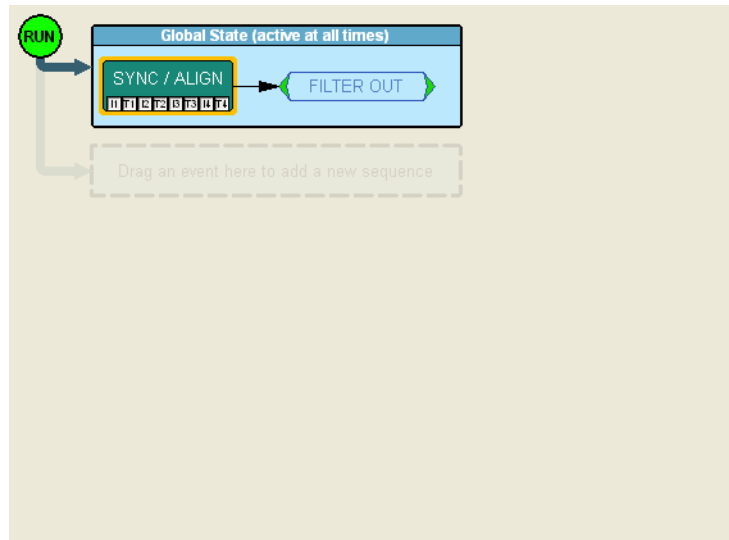 RUN
Global State (active at all times)
SYNC / ALIGN
I1 T1 I2 T2 I3 T3 I4 T4
FILTER OUT
Drag an event here to add a new sequence